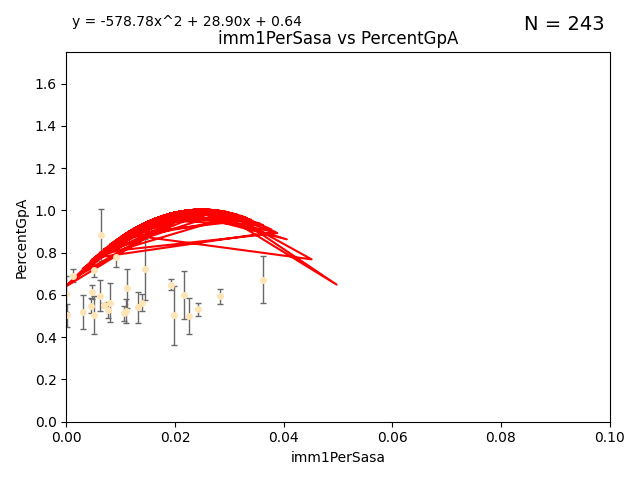 y = -578.78x^2 + 28.90x + 0.64
N = 243
imm1PerSasa vs PercentGpA
PercentGpA
1.6
1.4
1.2
1.0
0.8
0.6
0.4
0.2
0.0
0.00 0.02 0.04 0.06 0.08 0.10
imm1PerSasa